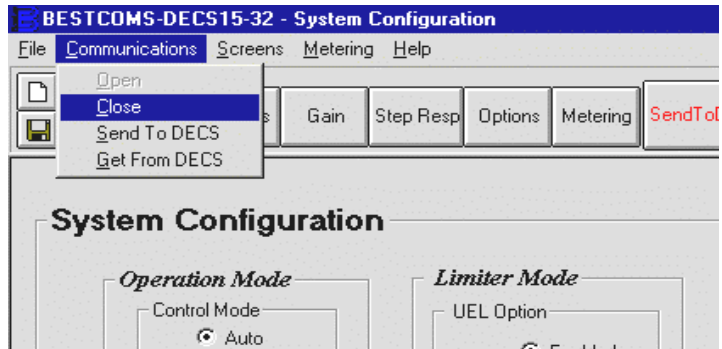 BESTCOMS-DECS15-32 - System Configuration
File Communications Screens Metering Help
Open
Close
Send To DECS
Get From DECS
Gain Step Resp Options Metering SendToD
System Configuration
Operation Mode
Limiter Mode
Control Mode
UEL Option
Auto